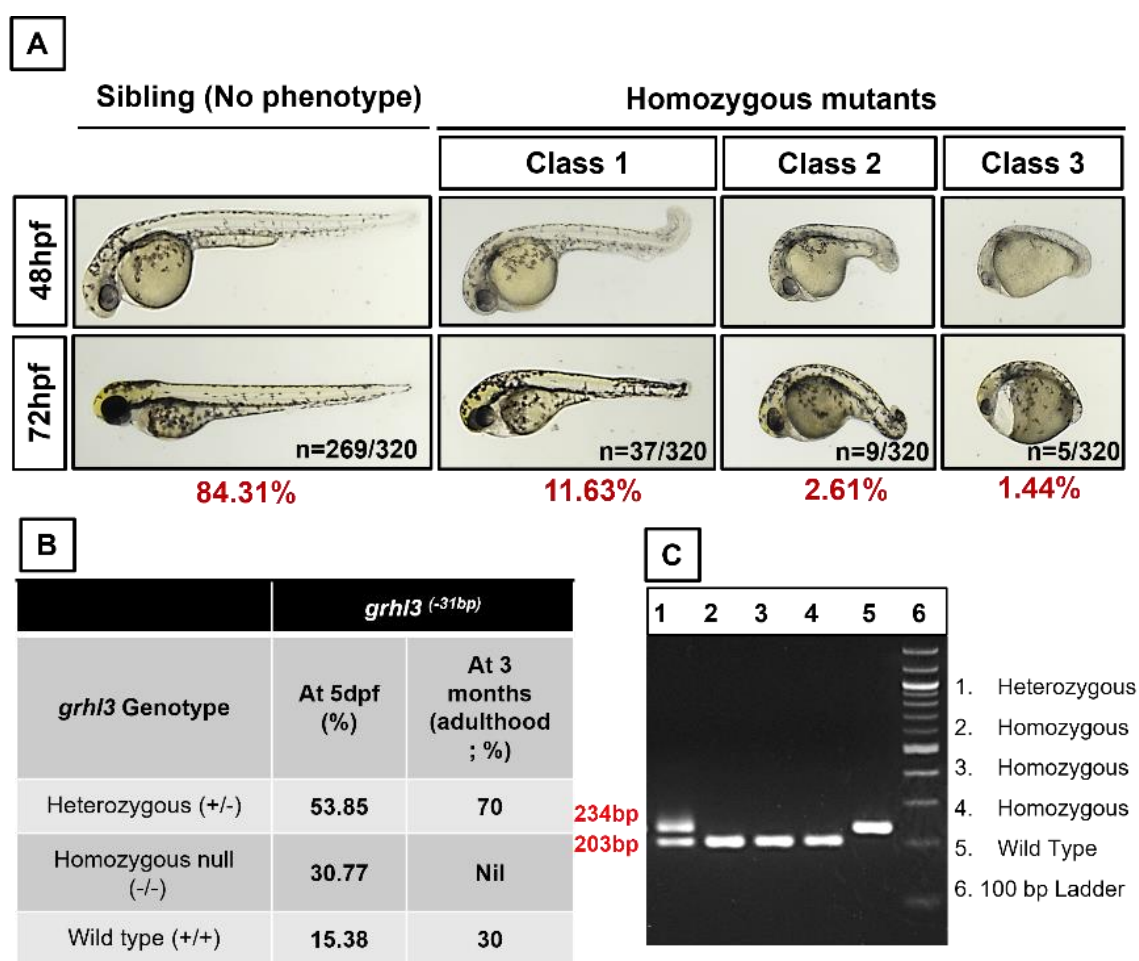 A
Sibling (No phenotype)
Homozygous mutants
Class 1
Class 2
Class 3
48hpf
72hpf
n=269/320
n=37/320
n=9/320
n=5/320
84.31%
11.63%
2.61%
1.44%
B
grhl3 (-31bp)
grhl3 Genotype
At 5dpf
(%)
At 3
months
(adulthood
; %)
Heterozygous (+/-)
53.85
70
Homozygous null
(-/-)
30.77
Nil
Wild type (+/+)
15.38
30
C
1 2 3 4 5 6
234bp
203bp
1. Heterozygous
2. Homozygous
3. Homozygous
4. Homozygous
5. Wild Type
6. 100 bp Ladder